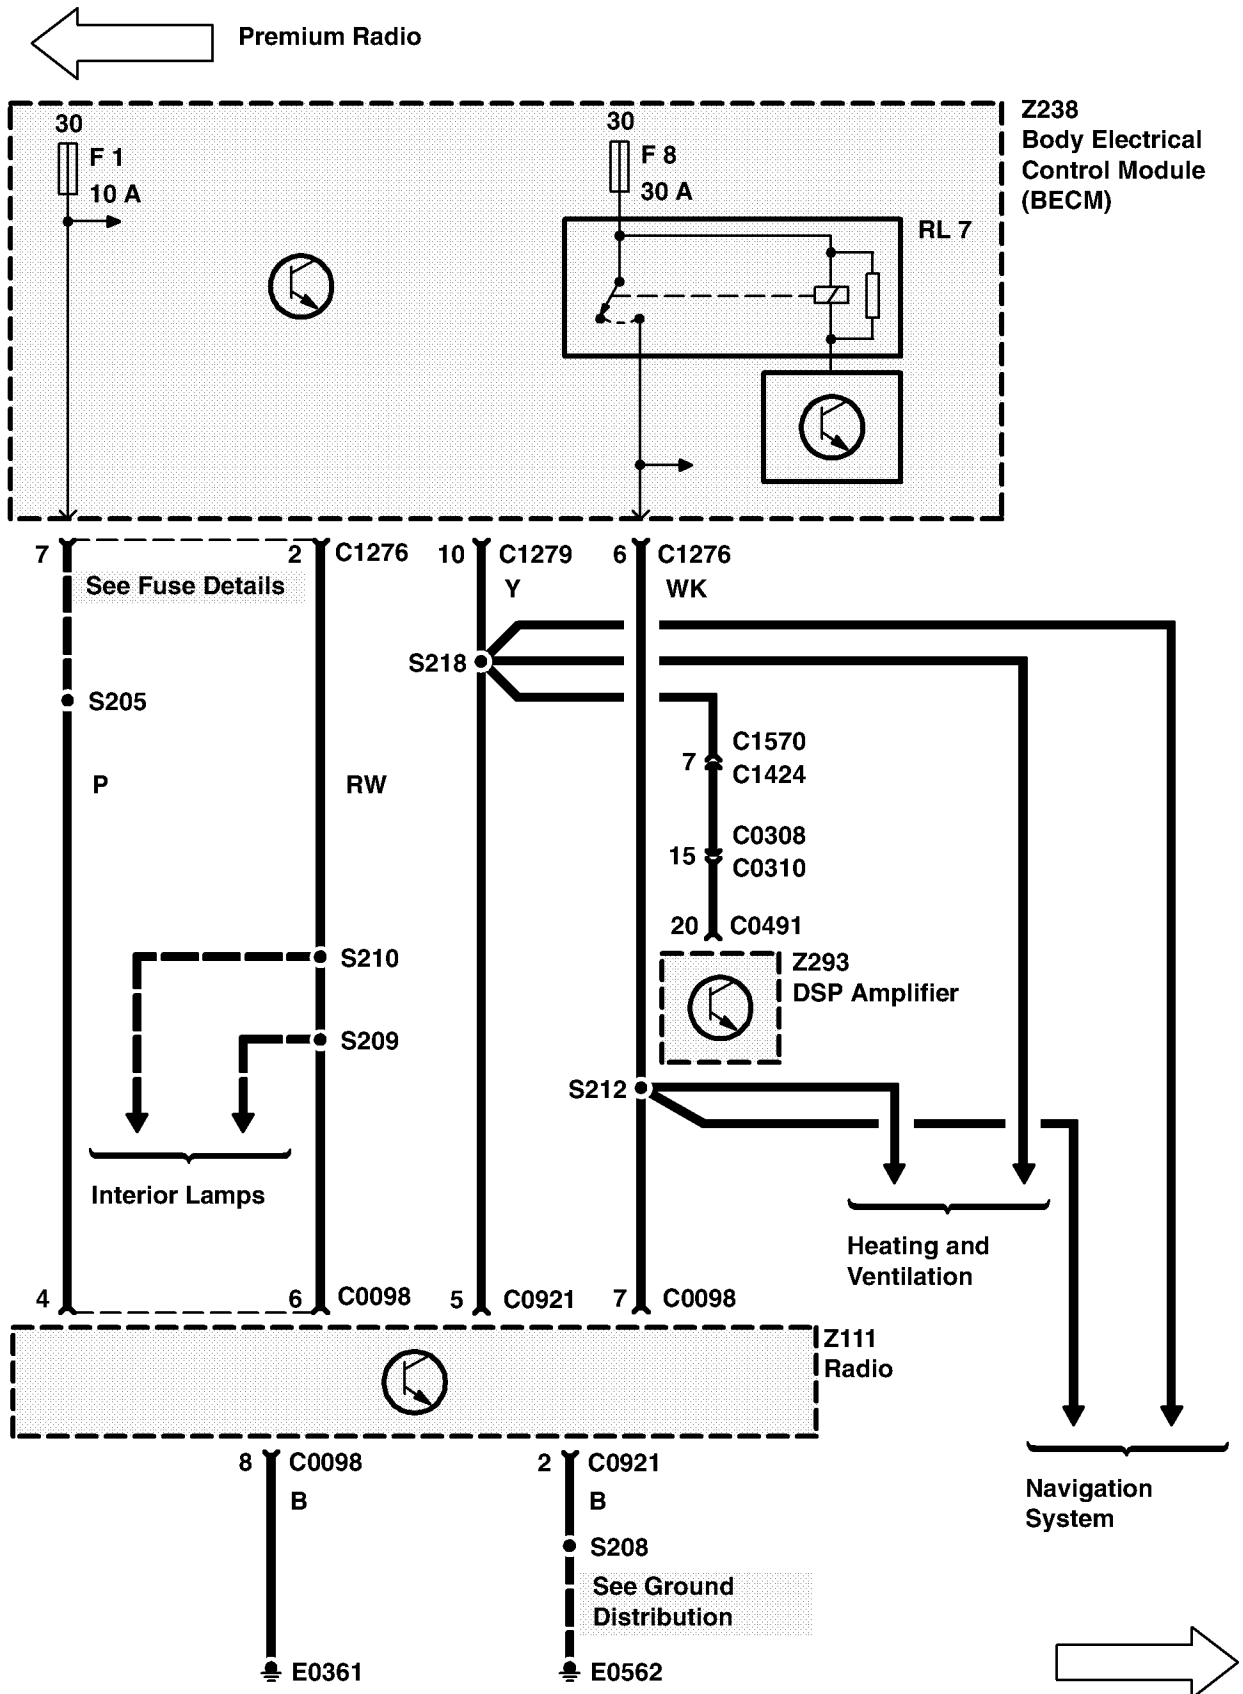 Premium Radio
30
F 1
10 A
30
F 8
30 A
RL 7
Z238
Body Electrical
Control Module
(BECM)
7
2 C1276
10 C1279
6 C1276
See Fuse Details
Y
WK
S218
S205
P
RW
7
C1570
C1424
15
C0308
C0310
20 C0491
Z293
DSP Amplifier
S210
S209
S212
Interior Lamps
Heating and
Ventilation
4
6 C0098
5 C0921
7 C0098
Z111
Radio
8 C0098
B
2 C0921
B
S208
See Ground
Distribution
E0361
E0562
Navigation
System